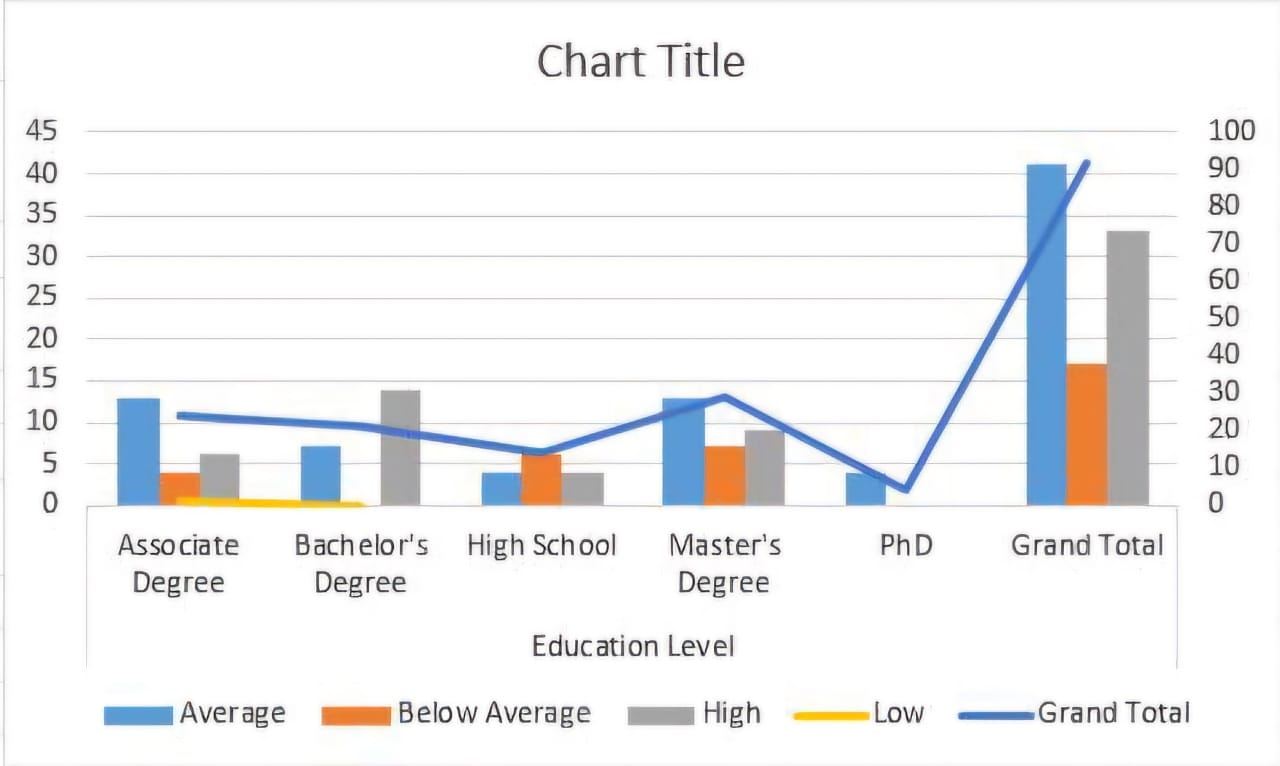 Chart Title
45
40
35
30
25
20
15
10
5
0
100
90
80
70
60
50
40
30
20
10
0
Associate Degree
Bachelor's Degree
High School
Master's Degree
PhD
Grand Total
Education Level
Average Below Average High Low Grand Total